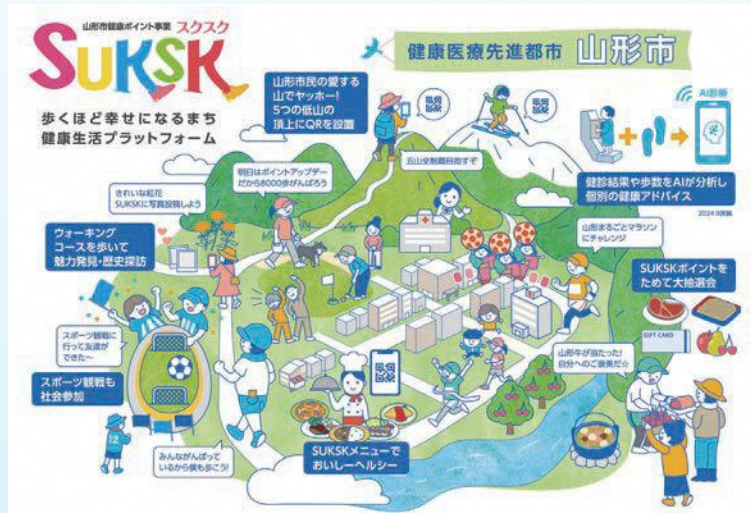 山形市健康ポイント事業 スクスク
SUKSK
歩くほど幸せになるまち
健康生活プラットフォーム
健康医療先進都市 山形市
山形市民の愛する
山でヤッホー!
5つの低山の
頂上にQRを設置
AI診断
五山全制覇目指すぞ
明日はポイントアップデー
だから8000歩がんばろう
健診結果や歩数をAIが分析し
個別の健康アドバイス
2024.9実装
きれいな紅花
SUKSKに写真投稿しよう
山形まるごとマラソン
にチャレンジ
ウォーキング
コースを歩いて
魅力発見・歴史探訪
SUKSKポイントを
ためて大抽選会
GIFT CARD
スポーツ観戦に
行って友達が
できた〜
山形牛が当たった!
自分へのご褒美だ☆
スポーツ観戦も
社会参加
12
みんながんばって
いるから僕も歩こう!
SUKSKメニューで
おいしーヘルシー